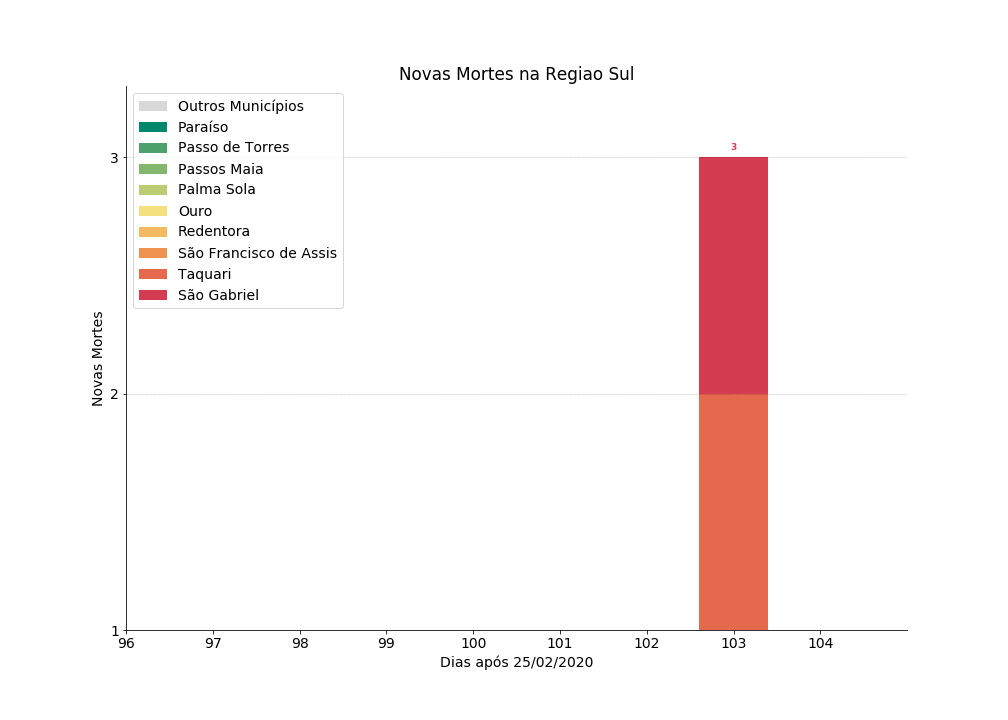 Novas Mortes na Regiao Sul
Outros Municípios
Paraíso
Passo de Torres
Passos Maia
Palma Sola
Ouro
Redentora
São Francisco de Assis
Taquari
São Gabriel
3
3
2
1
Novas Mortes
96 97 98 99 100 101 102 103 104
Dias após 25/02/2020